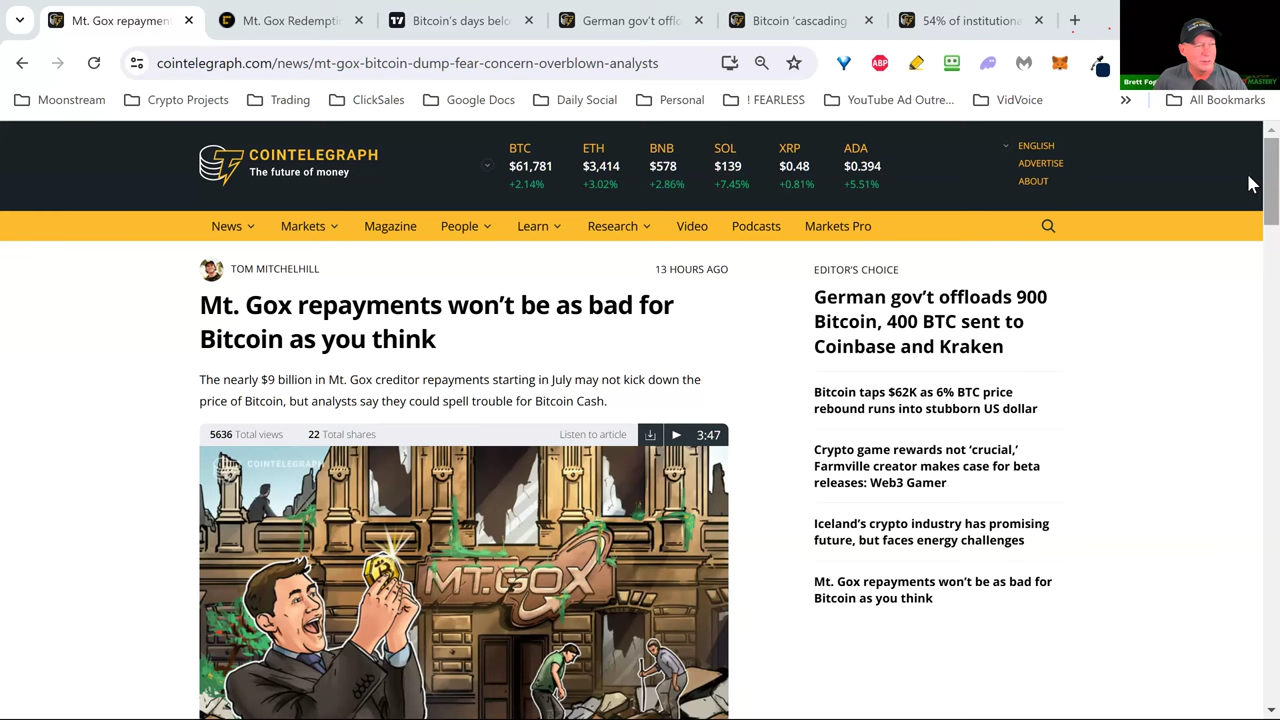 Mt. Gox repaymen
Mt. Gox Redempti
Bitcoin's days belo
German gov't offlo
Bitcoin 'cascading
54% of institutiona
cointelegraph.com/news/mt-gox-bitcoin-dump-fear-concern-overblown-analysts
ABP
Brett Fog
MASTERY
Moonstream
Crypto Projects
Trading
ClickSales
Google Docs
Daily Social
Personal
! FEARLESS
YouTube Ad Outre...
VidVoice
All Bookmarks
COINTELEGRAPH
The future of money
BTC ETH BNB SOL XRP ADA
$61,781 $3,414 $578 $139 $0.48 $0.394
+2.14% +3.02% +2.86% +7.45% +0.81% +5.51%
ENGLISH
ADVERTISE
ABOUT
News Markets Magazine People Learn Research Video Podcasts Markets Pro
TOM MITCHELHILL
13 HOURS AGO
Mt. Gox repayments won't be as bad for
Bitcoin as you think
The nearly $9 billion in Mt. Gox creditor repayments starting in July may not kick down the
price of Bitcoin, but analysts say they could spell trouble for Bitcoin Cash.
5636 Total views
22 Total shares
Listen to article
3:47
COINTELEGRAPH
MT.GOX
EDITOR'S CHOICE
German gov't offloads 900
Bitcoin, 400 BTC sent to
Coinbase and Kraken
Bitcoin taps $62K as 6% BTC price
rebound runs into stubborn US dollar
Crypto game rewards not 'crucial,'
Farmville creator makes case for beta
releases: Web3 Gamer
Iceland's crypto industry has promising
future, but faces energy challenges
Mt. Gox repayments won't be as bad for
Bitcoin as you think